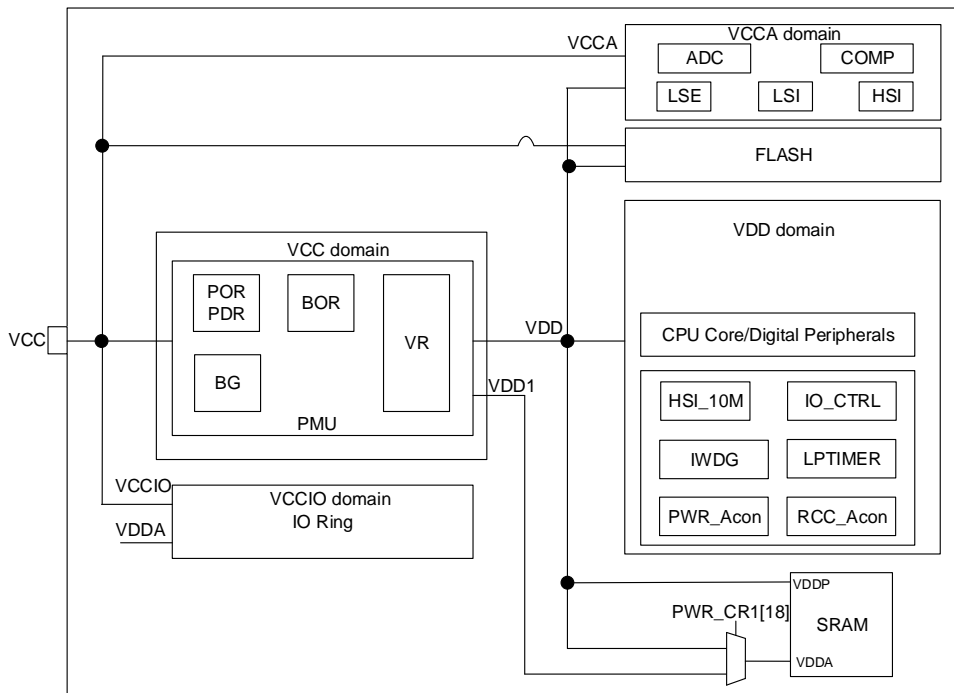 VCCA domain
VCCA
ADC
COMP
LSE
LSI
HSI
FLASH
VCC domain
VDD domain
POR
PDR
BOR
VR
VCC
VDD
CPU Core/Digital Peripherals
BG
VDD1
PMU
HSI_10M
IO_CTRL
IWDG
LPTIMER
VCCIO
VCCIO domain
IO Ring
VDDA
PWR_Acon
RCC_Acon
VDDP
PWR_CR1[18]
SRAM
VDDA